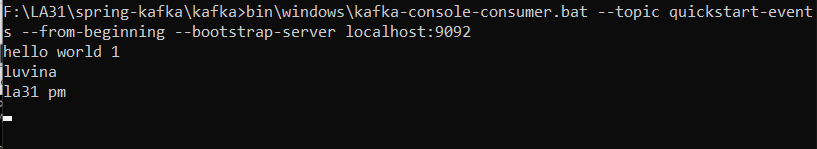 F:\LA31\spring-kafka\kafka>bin\windows\kafka-console-consumer.bat --topic quickstart-event
s --from-beginning --bootstrap-server localhost:9092
hello world 1
luvina
la31 pm